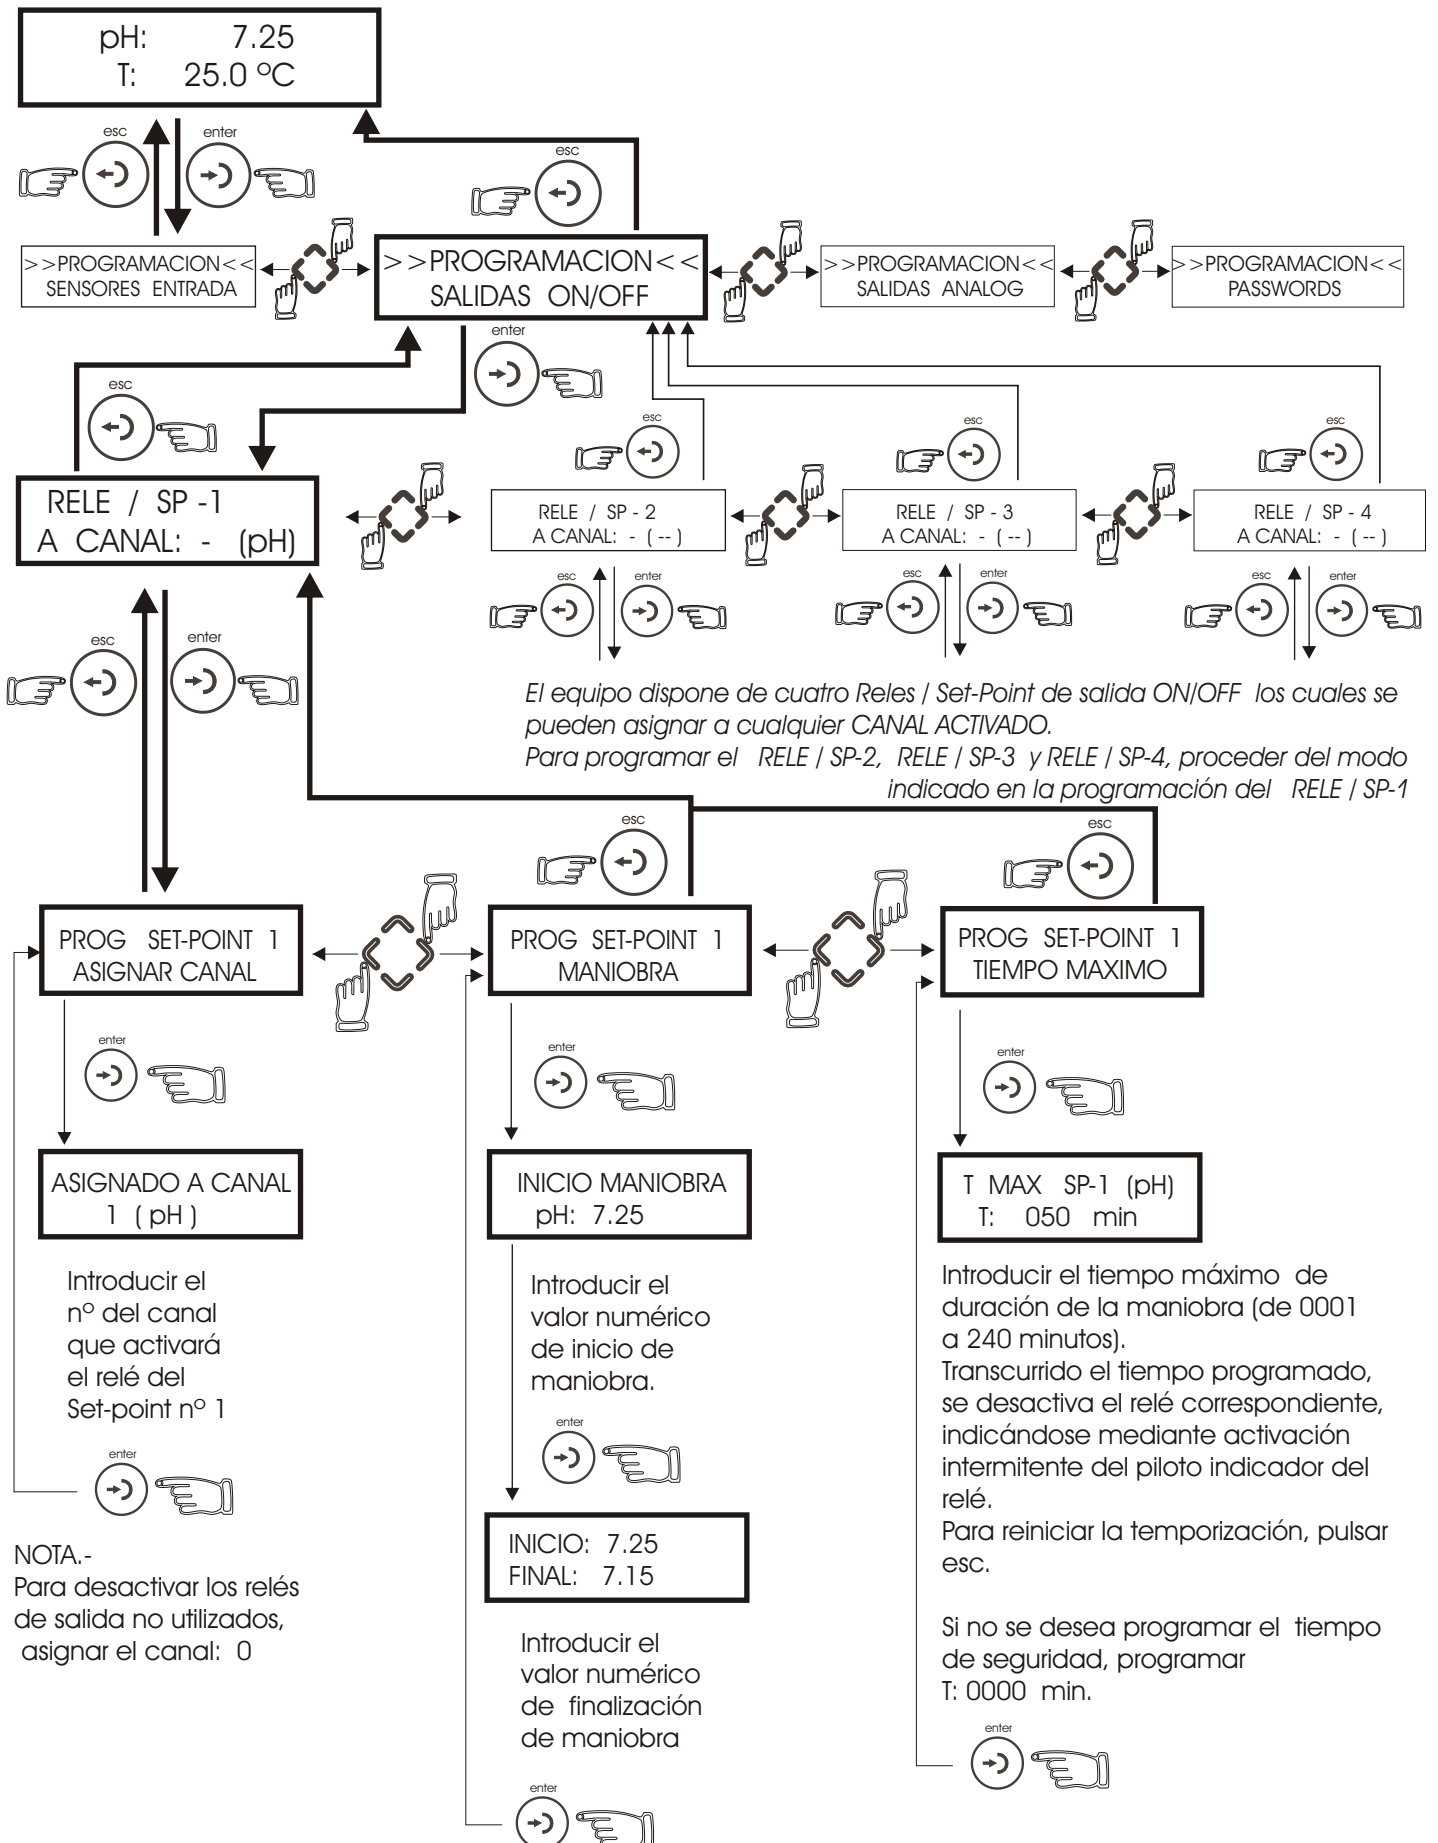 pH: 7.25
T: 25.0 ºC
esc
enter
esc
>>PROGRAMACION<<
SENSORES ENTRADA
>>PROGRAMACION<<
SALIDAS ON/OFF
>>PROGRAMACION<<
SALIDAS ANALOG
>>PROGRAMACION<<
PASSWORDS
enter
esc
esc
esc
esc
RELE / SP -1
A CANAL: - (pH)
RELE / SP - 2
A CANAL: - ( -- )
RELE / SP - 3
A CANAL: - ( -- )
RELE / SP - 4
A CANAL: - ( -- )
esc
enter
esc
enter
esc
enter
esc
enter
El equipo dispone de cuatro Reles / Set-Point de salida ON/OFF los cuales se
pueden asignar a cualquier CANAL ACTIVADO.
Para programar el RELE / SP-2, RELE / SP-3 y RELE / SP-4, proceder del modo
indicado en la programación del RELE / SP-1
esc
esc
PROG SET-POINT 1
ASIGNAR CANAL
PROG SET-POINT 1
MANIOBRA
PROG SET-POINT 1
TIEMPO MAXIMO
enter
enter
enter
ASIGNADO A CANAL
1 ( pH )
Introducir el
nº del canal
que activará
el relé del
Set-point nº 1
enter
NOTA.-
Para desactivar los relés
de salida no utilizados,
asignar el canal: 0
INICIO MANIOBRA
pH: 7.25
Introducir el
valor numérico
de inicio de
maniobra.
enter
INICIO: 7.25
FINAL: 7.15
Introducir el
valor numérico
de finalización
de maniobra
enter
T MAX SP-1 (pH)
T: 050 min
Introducir el tiempo máximo de
duración de la maniobra (de 0001
a 240 minutos).
Transcurrido el tiempo programado,
se desactiva el relé correspondiente,
indicándose mediante activación
intermitente del piloto indicador del
relé.
Para reiniciar la temporización, pulsar
esc.
Si no se desea programar el tiempo
de seguridad, programar
T: 0000 min.
enter